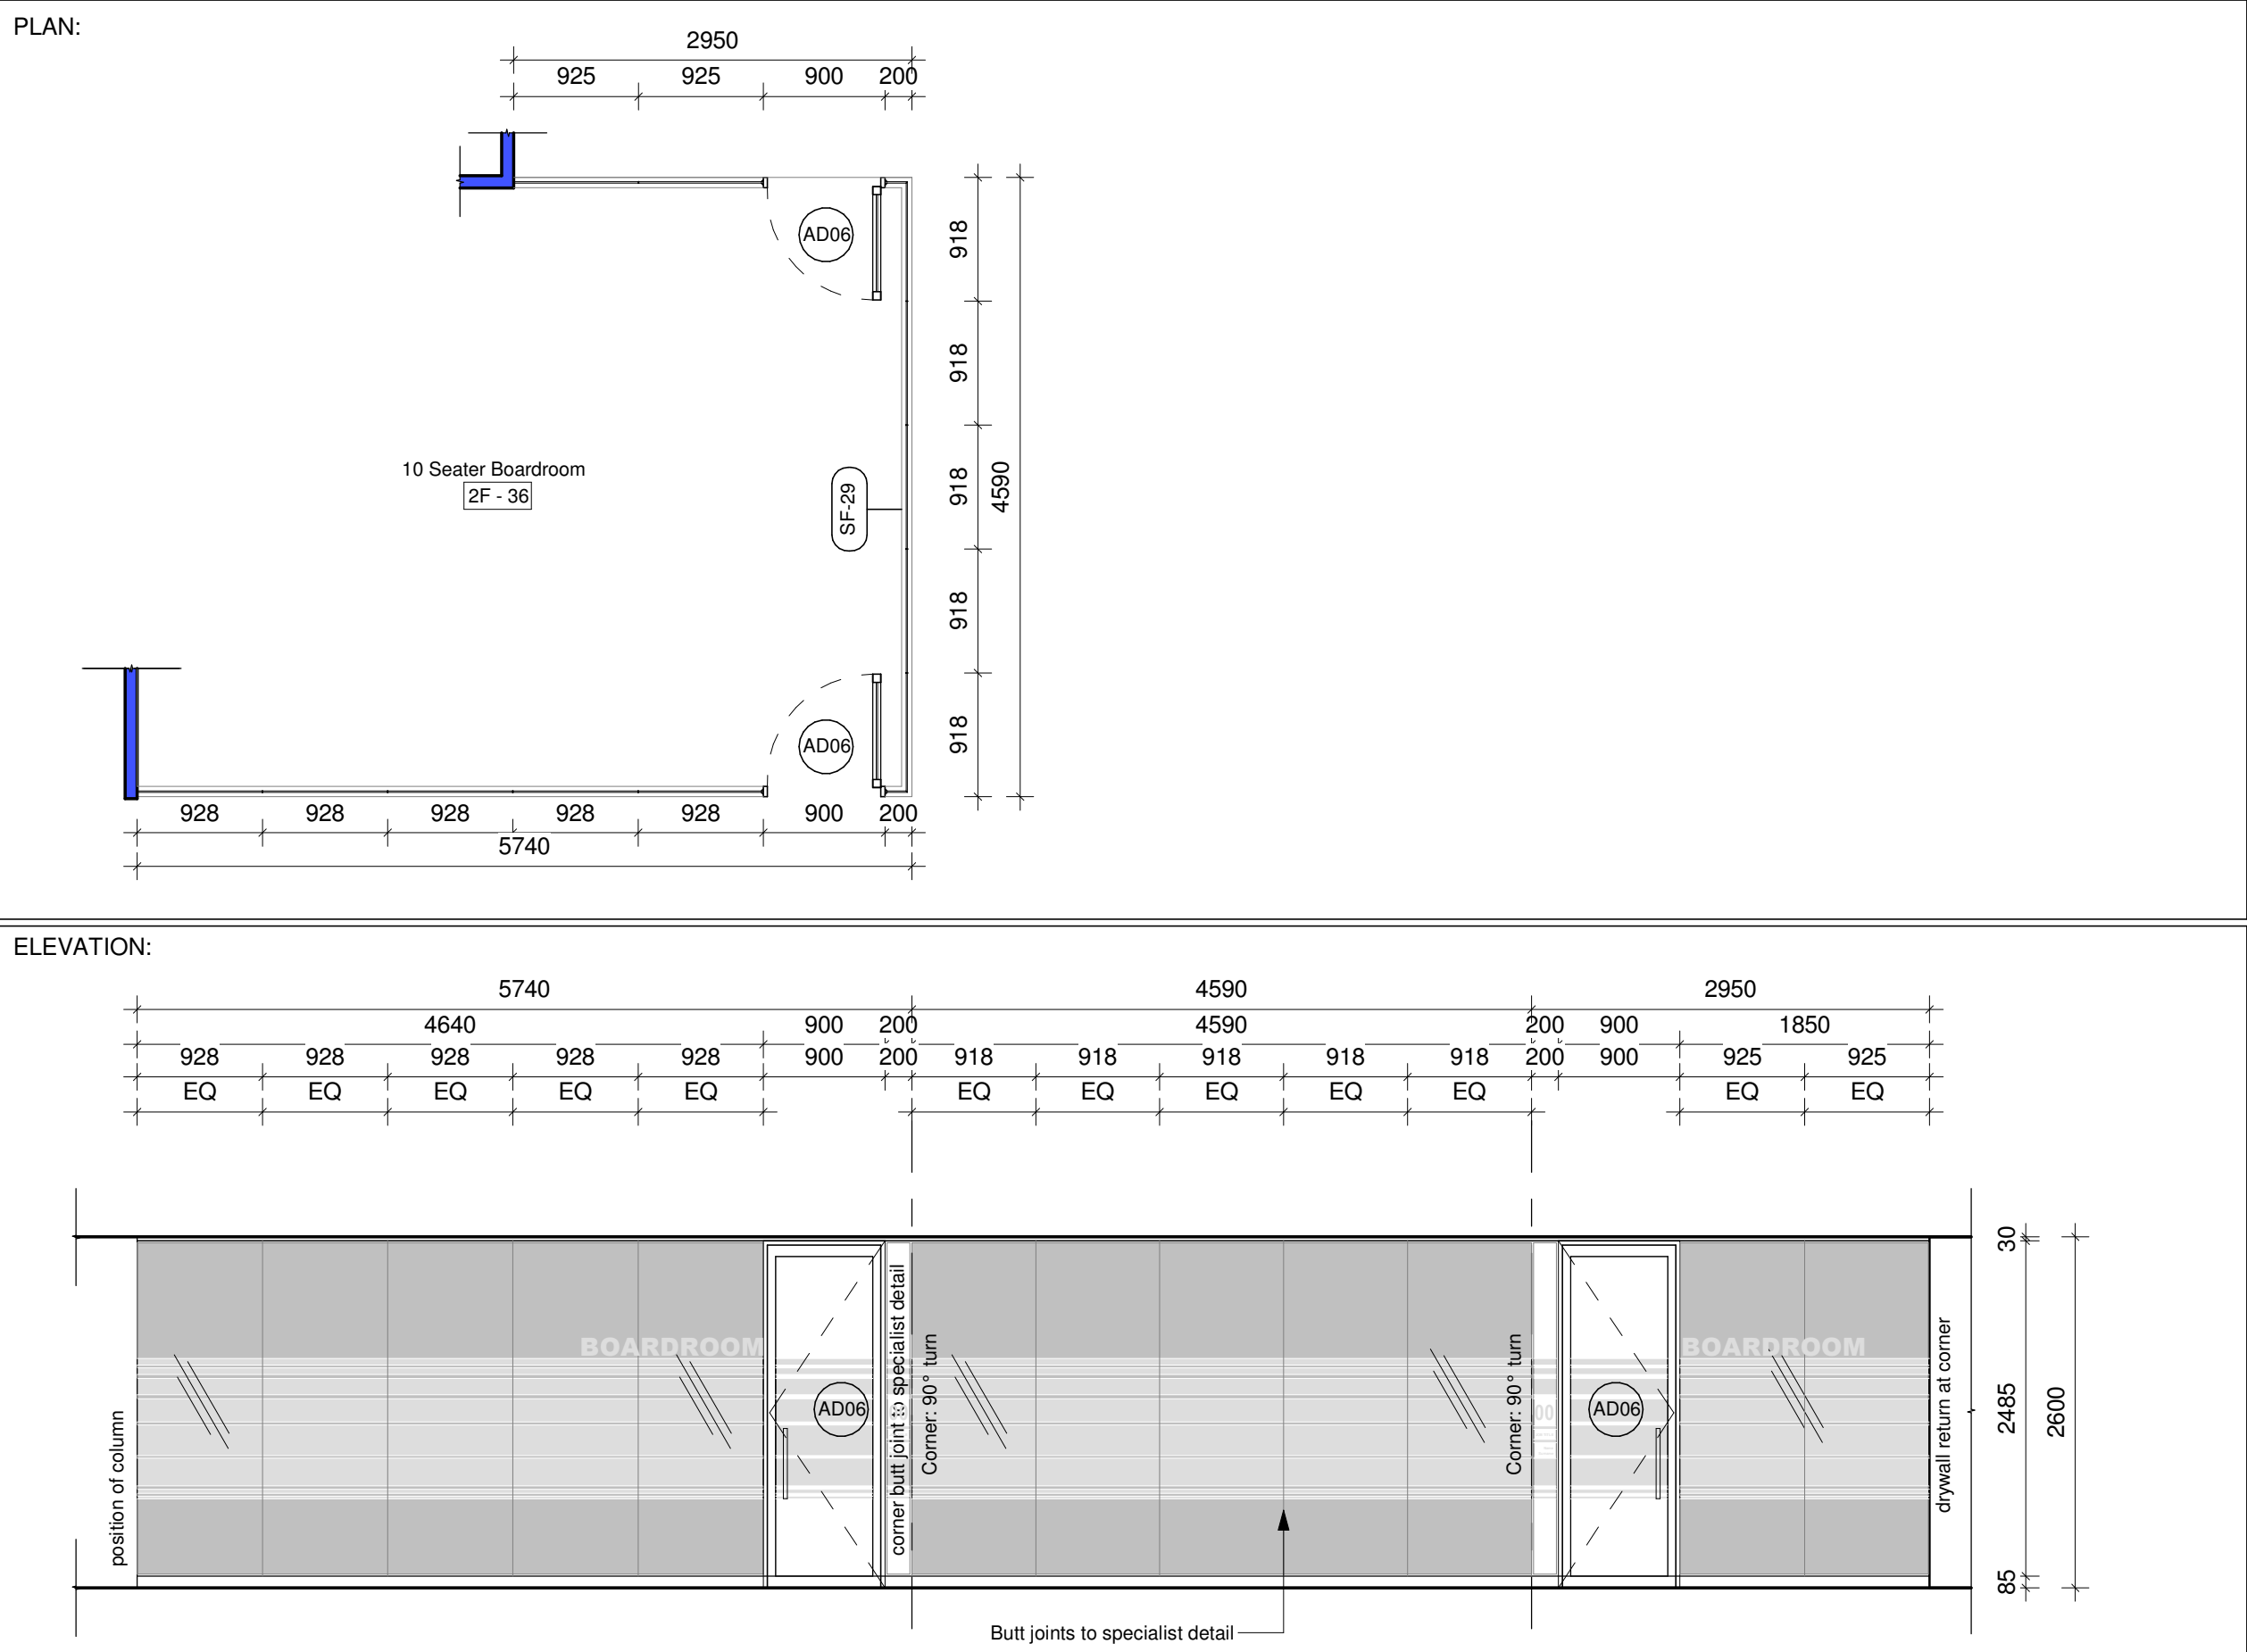 PLAN:
2950
925 925 900 200
AD06
918
918
918
918
918
4590
10 Seater Boardroom
2F - 36
SF-29
AD06
928 928 928 928 928 900 200
5740
ELEVATION:
5740 4590 2950
4640 900 200 4590 200 900 1850
928 928 928 928 928 900 200 918 918 918 918 918 200 900 925 925
EQ EQ EQ EQ EQ EQ EQ EQ EQ EQ EQ EQ
BOARDROOM
BOARDROOM
position of column
AD06
corner butt joint to specialist detail
Corner: 90° turn
Corner: 90° turn
AD06
drywall return at corner
30
2485
85
2600
Butt joints to specialist detail